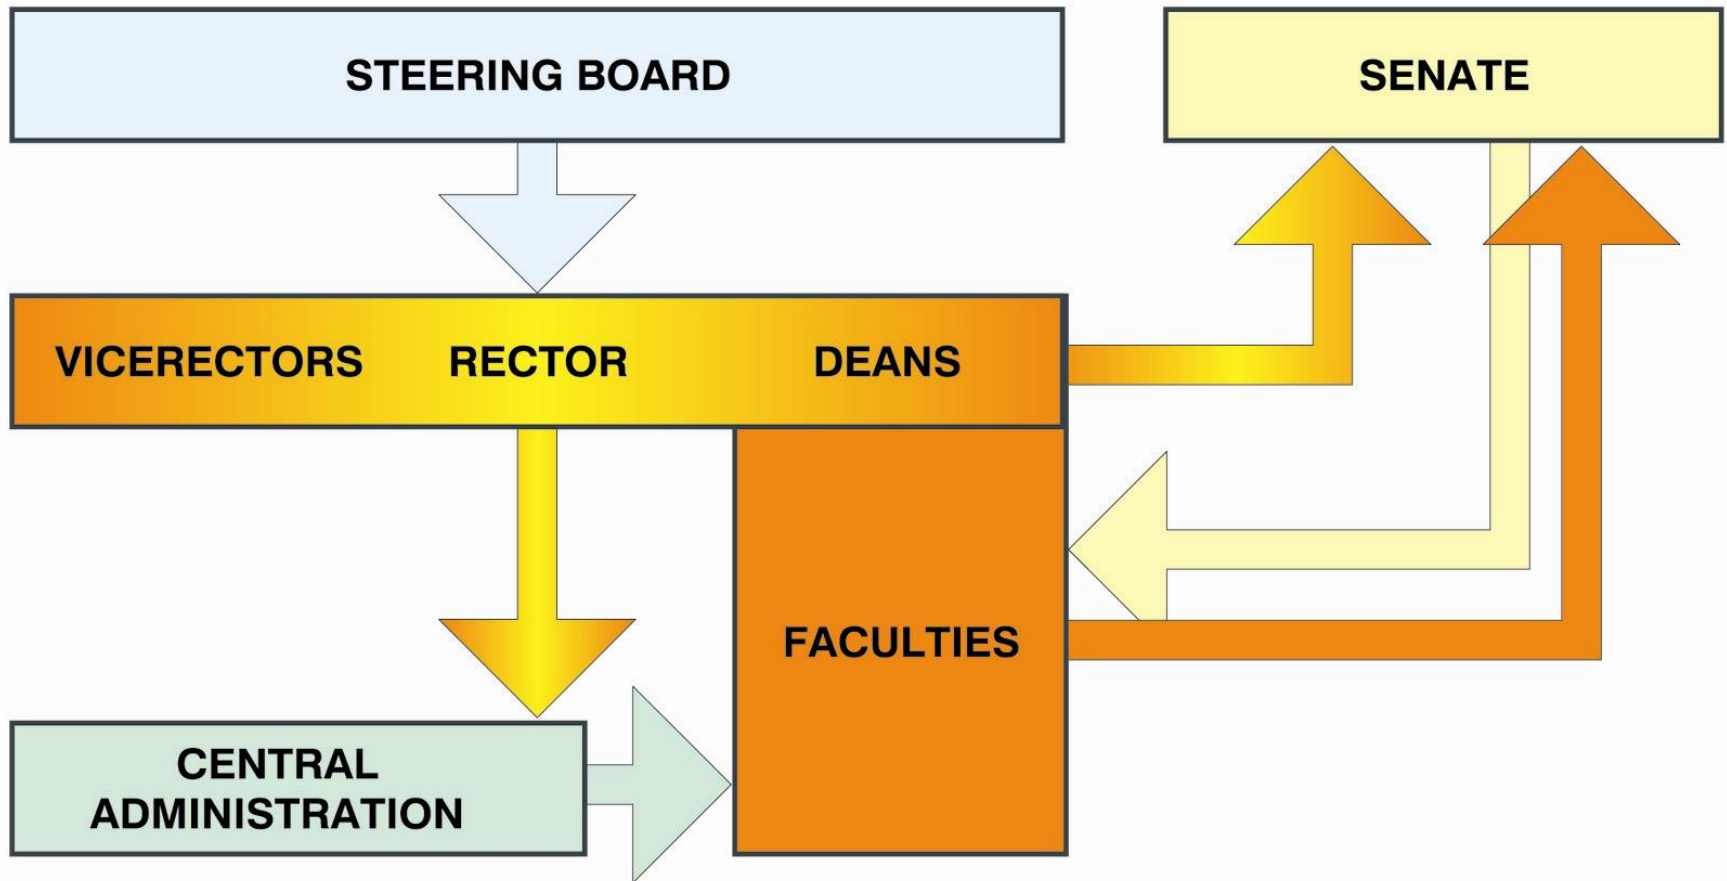 STEERING BOARD
SENATE
VICERECTORS RECTOR DEANS
FACULTIES
CENTRAL
ADMINISTRATION